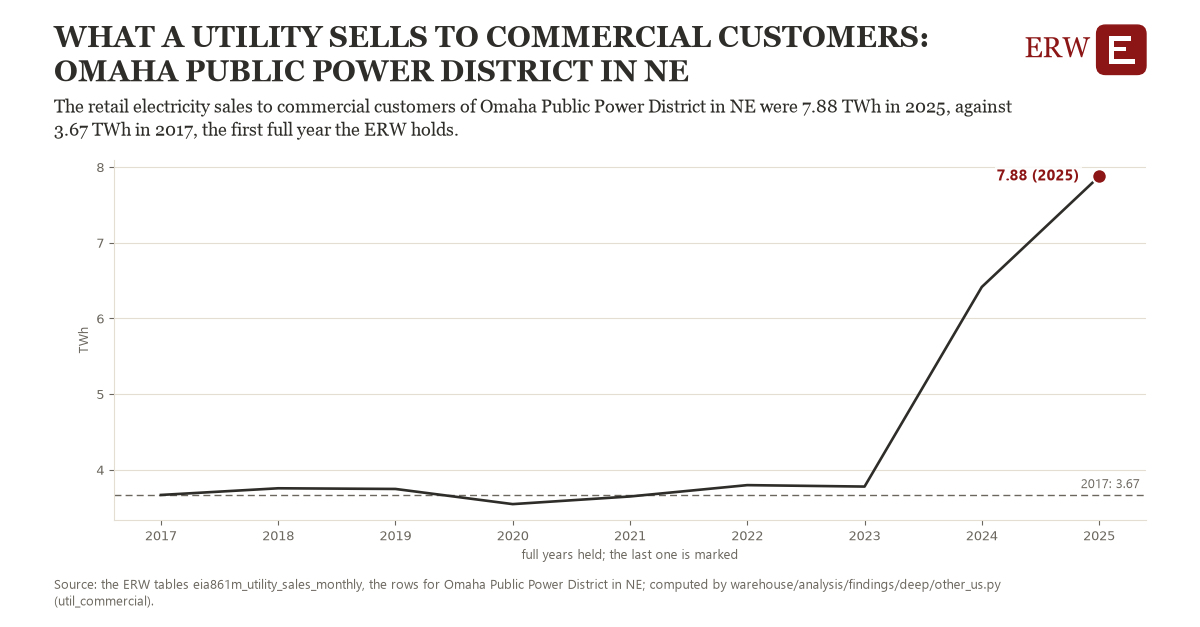 WHAT A UTILITY SELLS TO COMMERCIAL CUSTOMERS:
OMAHA PUBLIC POWER DISTRICT IN NE
ERW E
The retail electricity sales to commercial customers of Omaha Public Power District in NE were 7.88 TWh in 2025, against
3.67 TWh in 2017, the first full year the ERW holds.
8
7
6
5
4
TWh
7.88 (2025)
2017: 3.67
2017 2018 2019 2020 2021 2022 2023 2024 2025
full years held; the last one is marked
Source: the ERW tables eia861m_utility_sales_monthly, the rows for Omaha Public Power District in NE; computed by warehouse/analysis/findings/deep/other_us.py
(util_commercial).